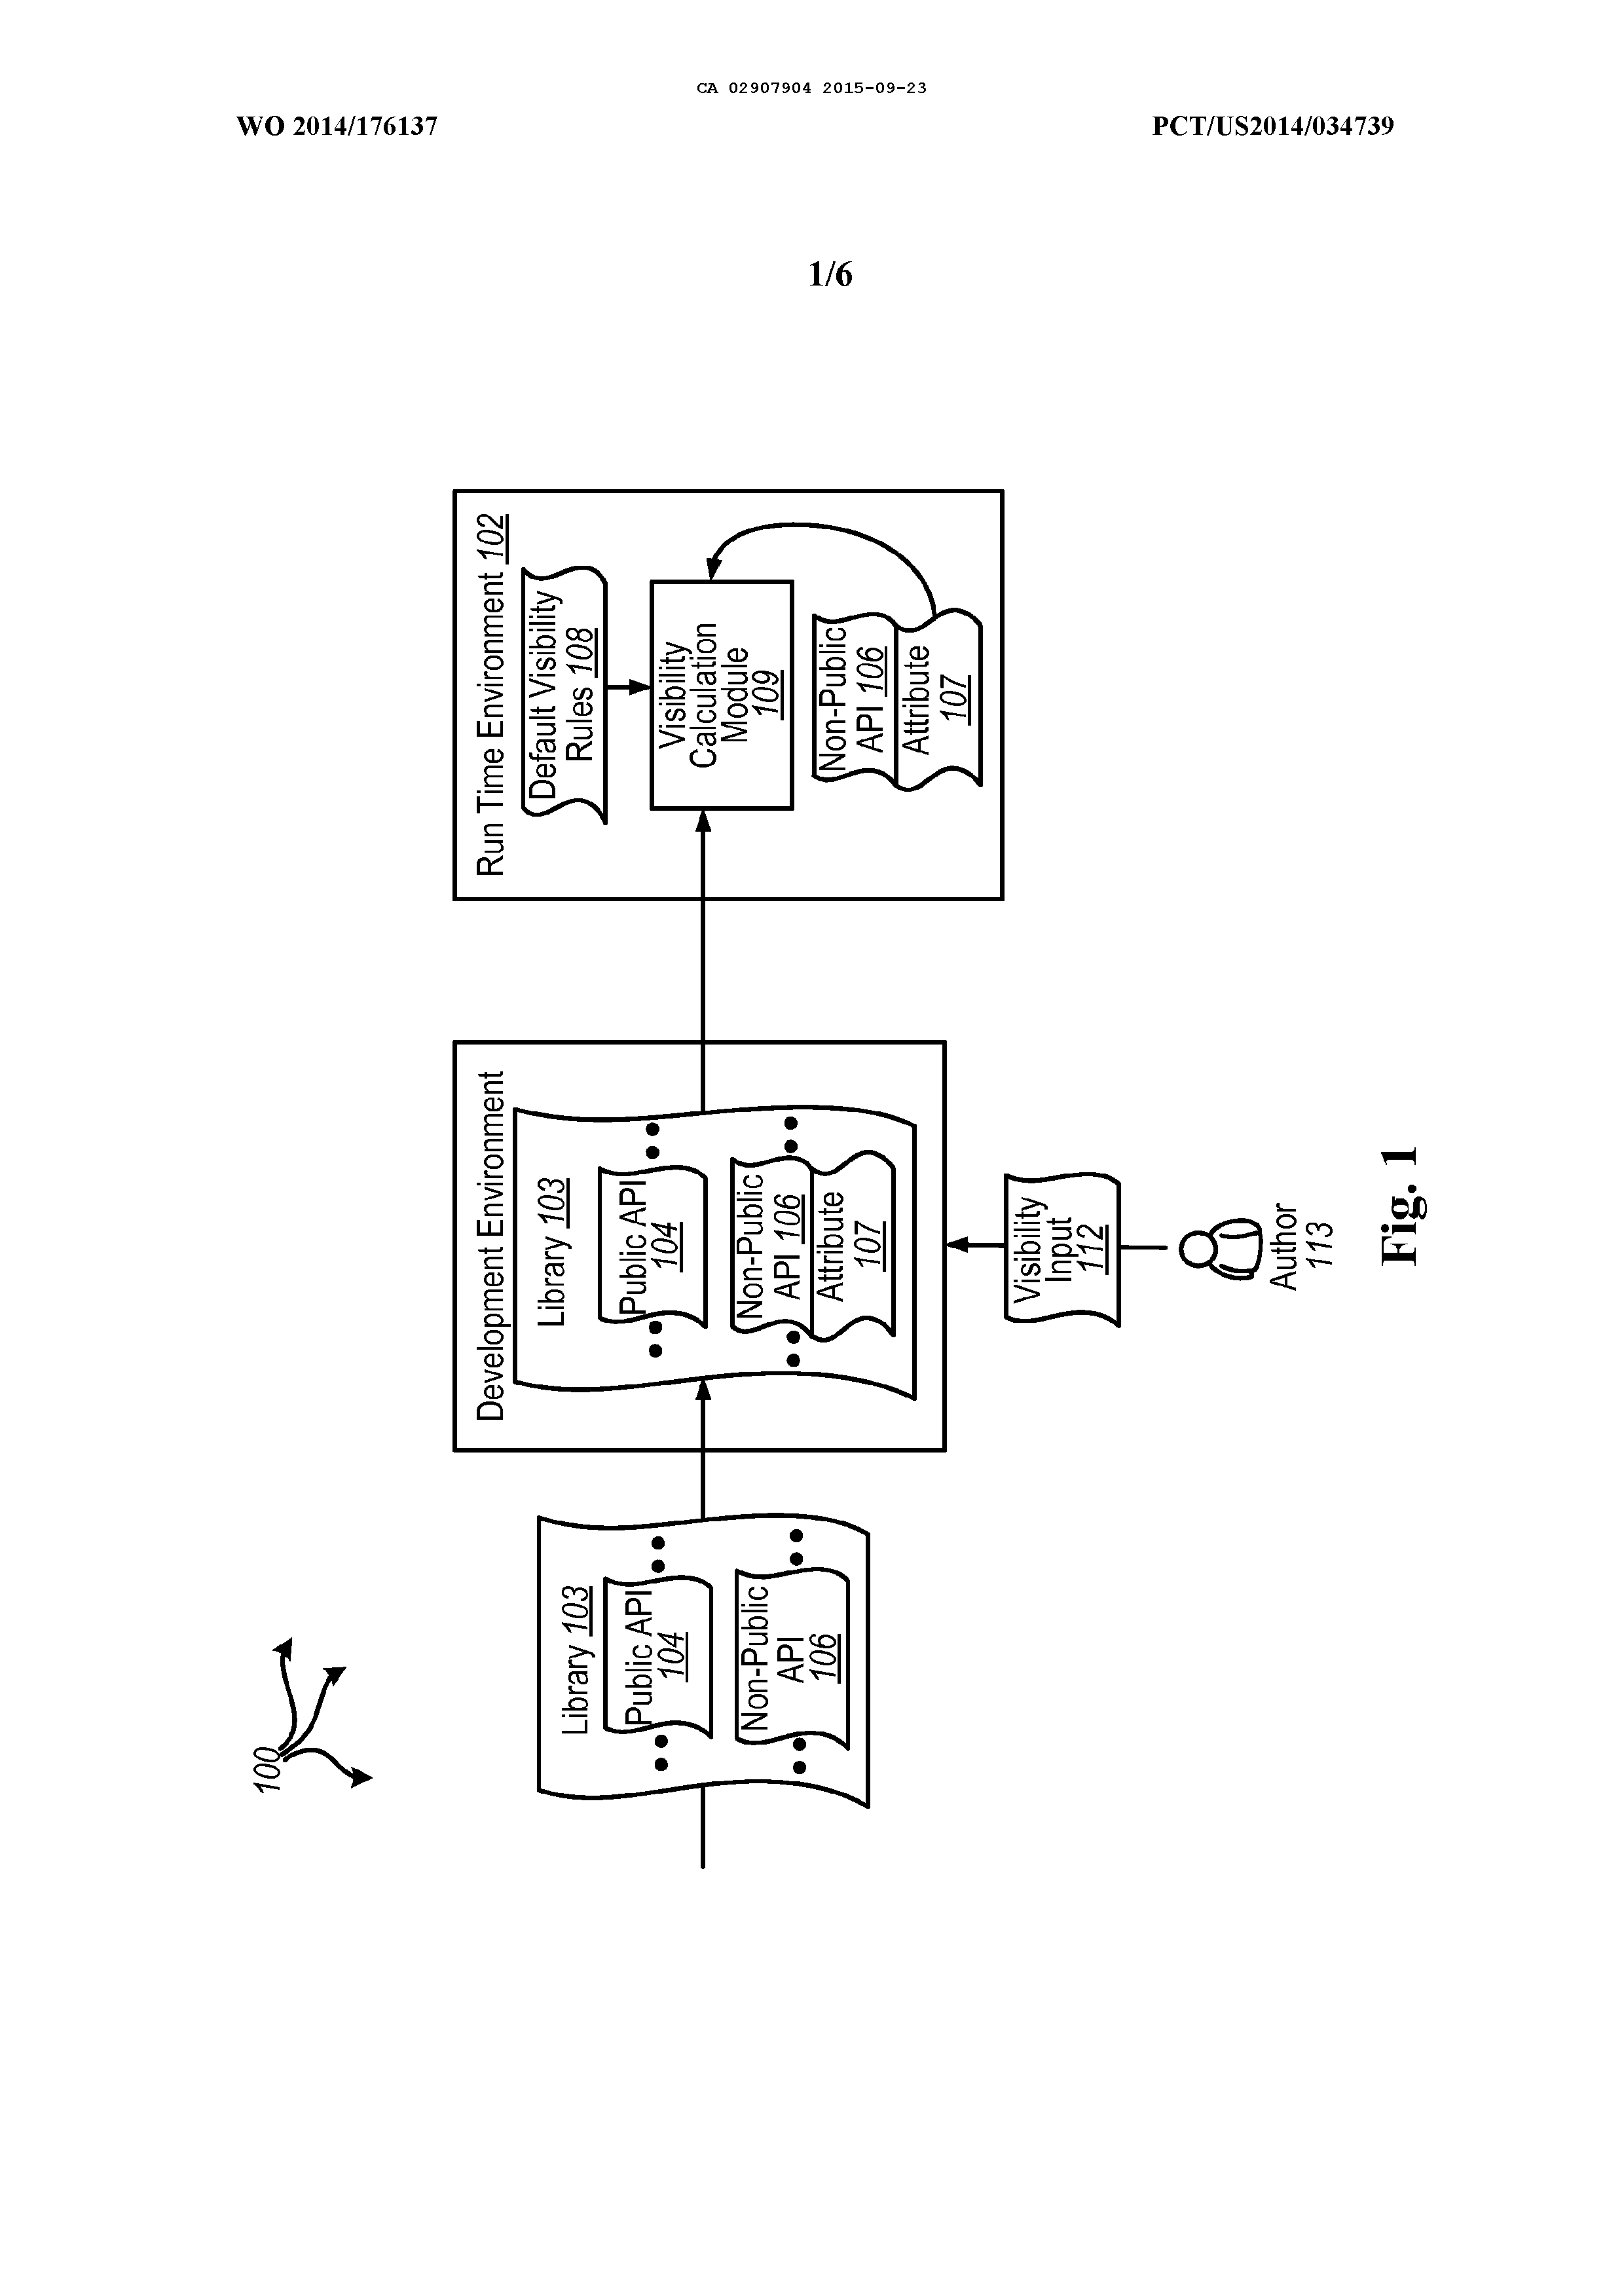 CA 02907904 2015-09-23
WO 2014/176137
PCT/US2014/034739
1/6
100
Library 103
Public API
104
Non-Public
API
106
Development Environment
Library 103
Public API
104
Non-Public
API 106
Attribute
107
Visibility
Input
112
Author
113
Run Time Environment 102
Default Visibility
Rules 108
Visibility
Calculation
Module
109
Non-Public
API 106
Attribute
107
Fig. 1